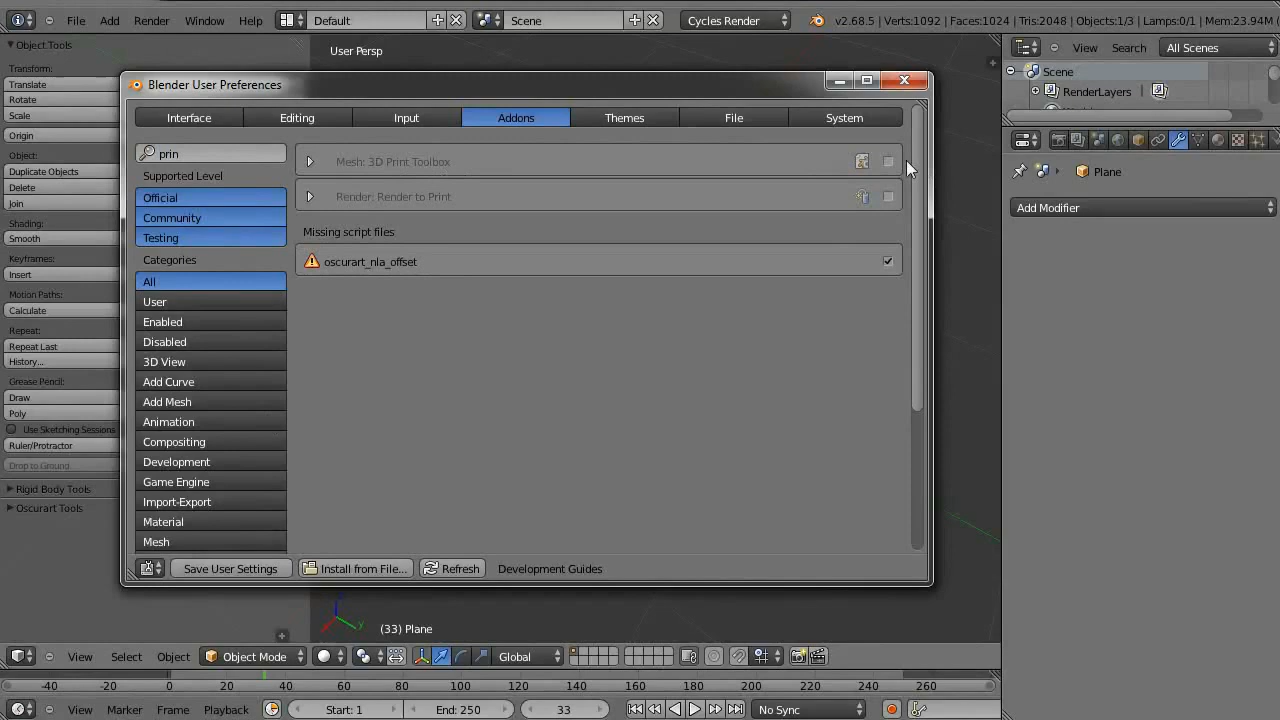 File Add Render Window Help Default Scene Cycles Render v2.68.5 | Verts:1092 | Faces:1024 | Tris:2048 | Objects:1/3 | Lamps:0/1 | Mem:23.94M
Object Tools
Transform:
Translate
Rotate
Scale
Origin
Object:
Duplicate Objects
Delete
Join
Shading:
Smooth
Keyframes:
Insert
Motion Paths:
Calculate
Repeat:
Repeat Last
History...
Grease Pencil:
Draw
Poly
Use Sketching Sessions
Ruler/Protractor
Drop to Ground
Rigid Body Tools
Oscurart Tools
User Persp
Blender User Preferences
Interface Editing Input Addons Themes File System
prin
Supported Level
Official
Community
Testing
Categories
All
User
Enabled
Disabled
3D View
Add Curve
Add Mesh
Animation
Compositing
Development
Game Engine
Import-Export
Material
Mesh
Mesh: 3D Print Toolbox
Render: Render to Print
Missing script files
oscurart_nla_offset
Save User Settings Install from File... Refresh Development Guides
View Search All Scenes
Scene
RenderLayers
Plane
Add Modifier
(33) Plane
View Select Object Object Mode Global
-40 -20 0 20 40 60 80 100 120 140 160 180 200 220 240 260
View Marker Frame Playback Start: 1 End: 250 33 No Sync